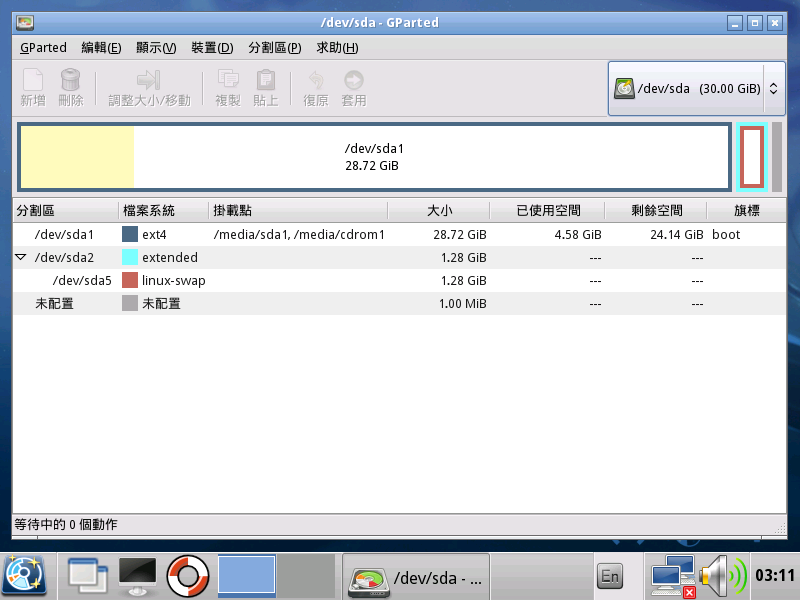 /dev/sda - GParted
GParted 編輯(E) 顯示(V) 裝置(D) 分割區(P) 求助(H)
新增 刪除 調整大小/移動 複製 貼上 復原 套用
/dev/sda (30.00 GiB)
/dev/sda1
28.72 GiB
分割區 檔案系統 掛載點 大小 已使用空間 剩餘空間 旗標
/dev/sda1 ext4 /media/sda1, /media/cdrom1 28.72 GiB 4.58 GiB 24.14 GiB boot
/dev/sda2 extended 1.28 GiB --- ---
/dev/sda5 linux-swap 1.28 GiB --- ---
未配置 未配置 1.00 MiB --- ---
等待中的 0 個動作
/dev/sda - ...
En
03:11